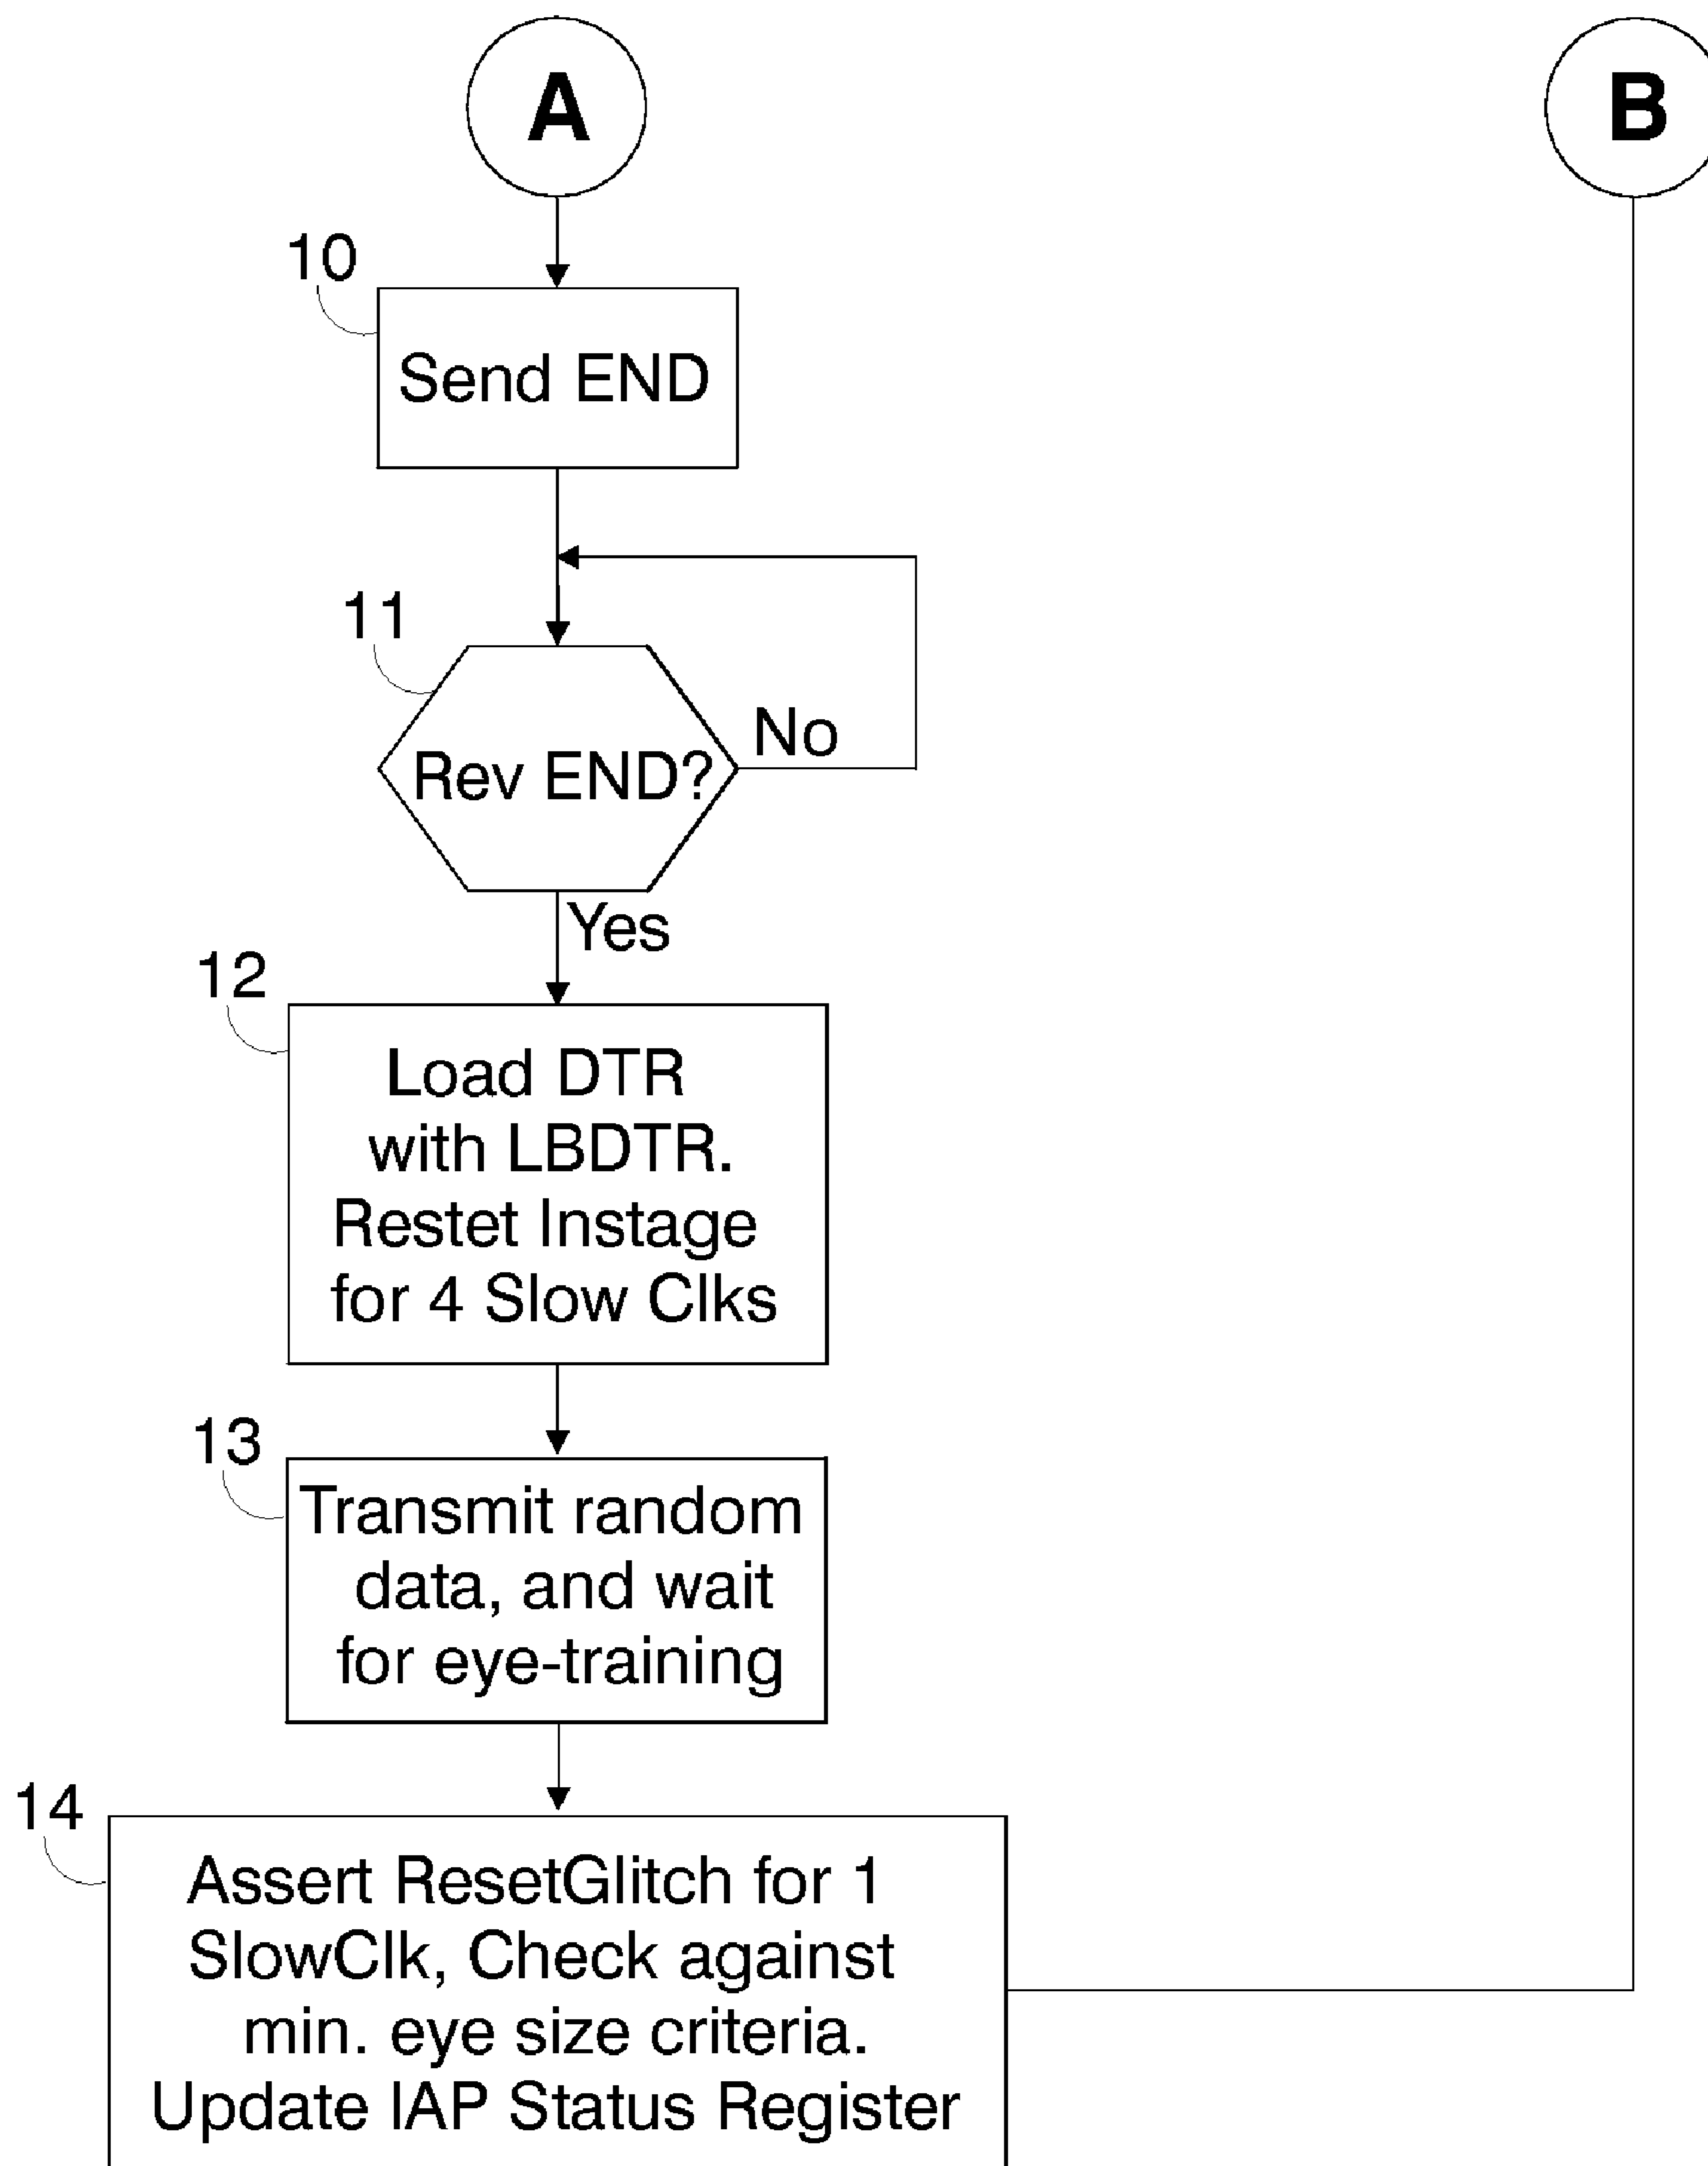 A
B
10
Send END
11
Rev END?
No
Yes
12
Load DTR
with LBDTR.
Restet Instage
for 4 Slow Clks
13
Transmit random
data, and wait
for eye-training
14
Assert ResetGlitch for 1
SlowClk, Check against
min. eye size criteria.
Update IAP Status Register